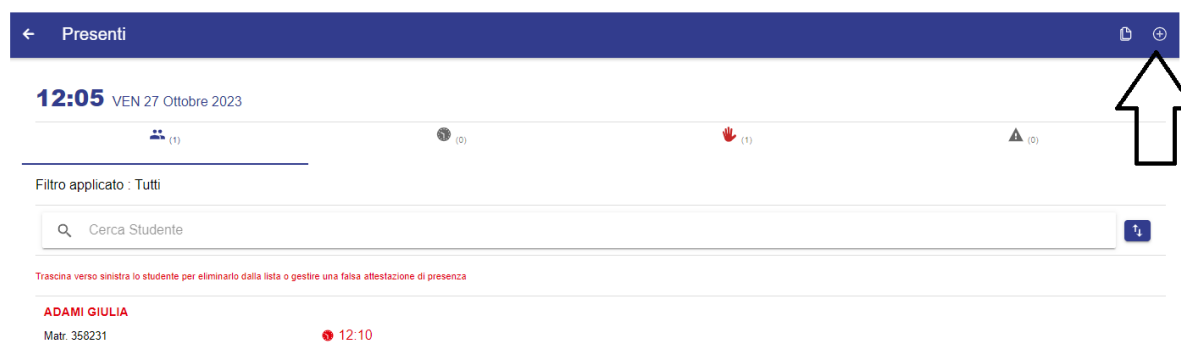 Presenti
12:05 VEN 27 Ottobre 2023
(1) (0) (1) (0)
Filtro applicato : Tutti
Cerca Studente
Trascina verso sinistra lo studente per eliminarlo dalla lista o gestire una falsa attestazione di presenza
ADAMI GIULIA
Matr. 358231 12:10